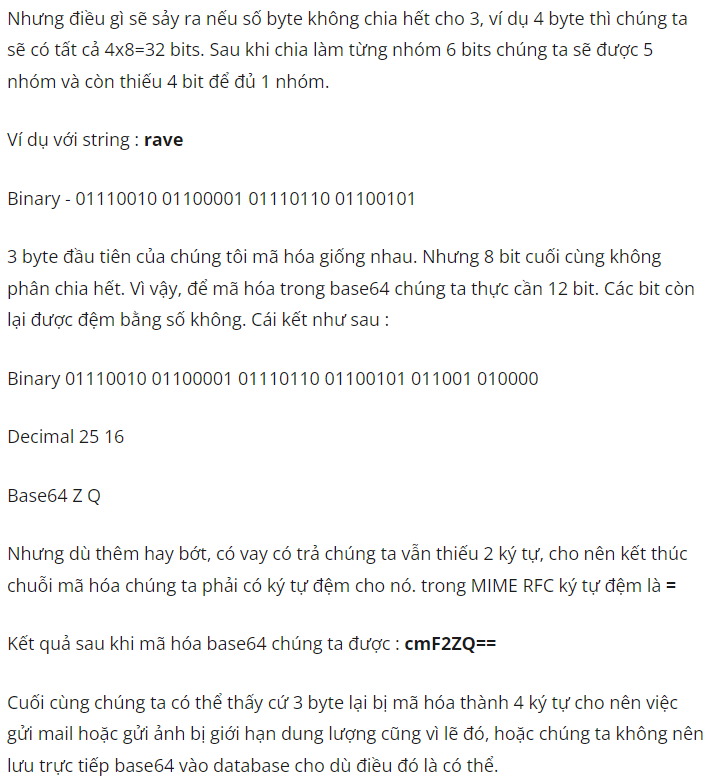 Nhưng điều gì sẽ sảy ra nếu số byte không chia hết cho 3, ví dụ 4 byte thì chúng ta
sẽ có tất cả 4x8=32 bits. Sau khi chia làm từng nhóm 6 bits chúng ta sẽ được 5
nhóm và còn thiếu 4 bit để đủ 1 nhóm.
Ví dụ với string : rave
Binary - 01110010 01100001 01110110 01100101
3 byte đầu tiên của chúng tôi mã hóa giống nhau. Nhưng 8 bit cuối cùng không
phân chia hết. Vì vậy, để mã hóa trong base64 chúng ta thực cần 12 bit. Các bit còn
lại được đệm bằng số không. Cái kết như sau :
Binary 01110010 01100001 01110110 01100101 011001 010000
Decimal 25 16
Base64 Z Q
Nhưng dù thêm hay bớt, có vay có trả chúng ta vẫn thiếu 2 ký tự, cho nên kết thúc
chuỗi mã hóa chúng ta phải có ký tự đệm cho nó. trong MIME RFC ký tự đệm là =
Kết quả sau khi mã hóa base64 chúng ta được : cmF2ZQ==
Cuối cùng chúng ta có thể thấy cứ 3 byte lại bị mã hóa thành 4 ký tự cho nên việc
gửi mail hoặc gửi ảnh bị giới hạn dung lượng cũng vì lẽ đó, hoặc chúng ta không nên
lưu trực tiếp base64 vào database cho dù điều đó là có thể.